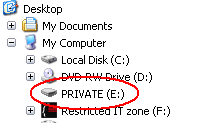 Desktop
My Documents
My Computer
Local Disk (C:)
DVD-RW Drive (D:)
PRIVATE (E:)
Restricted IT zone (F:)